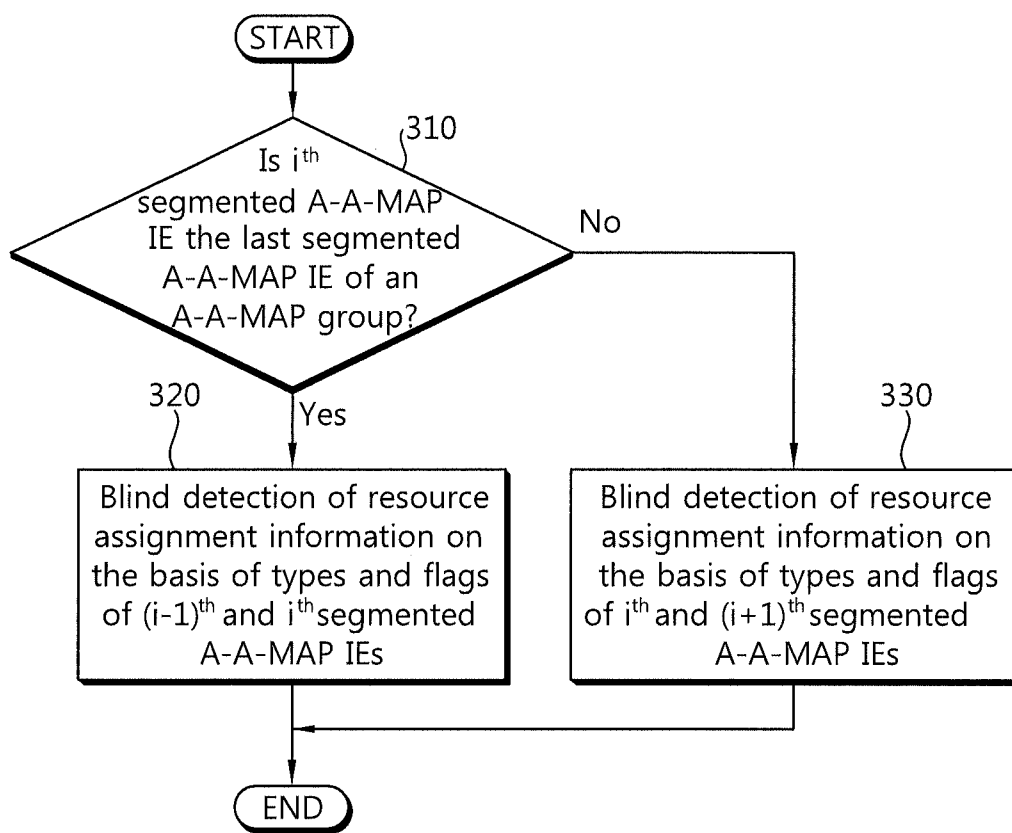 START
310
Is iᵗʰ
segmented A-A-MAP
IE the last segmented
A-A-MAP IE of an
A-A-MAP group?
No
Yes
320
Blind detection of resource
assignment information on
the basis of types and flags
of (i-1)ᵗʰ and iᵗʰ segmented
A-A-MAP IEs
330
Blind detection of resource
assignment information on
the basis of types and flags
of iᵗʰ and (i+1)ᵗʰ segmented
A-A-MAP IEs
END